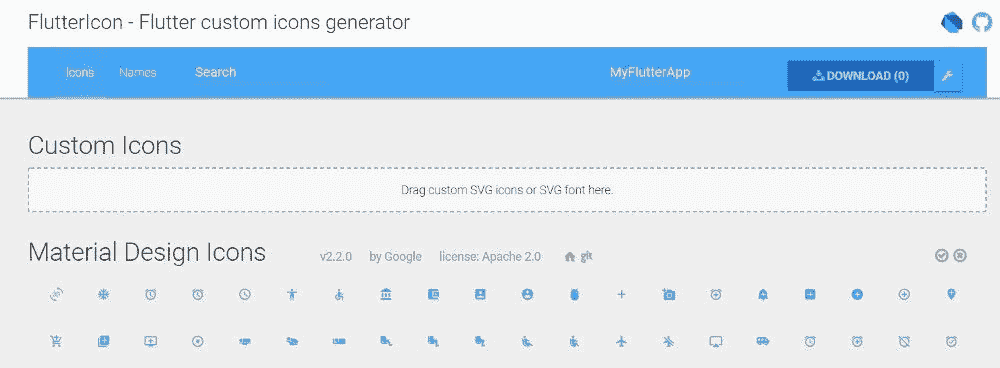 FlutterIcon - Flutter custom icons generator
Icons Names Search MyFlutterApp DOWNLOAD (0)
Custom Icons
Drag custom SVG icons or SVG font here.
Material Design Icons v2.2.0 by Google license: Apache 2.0 git